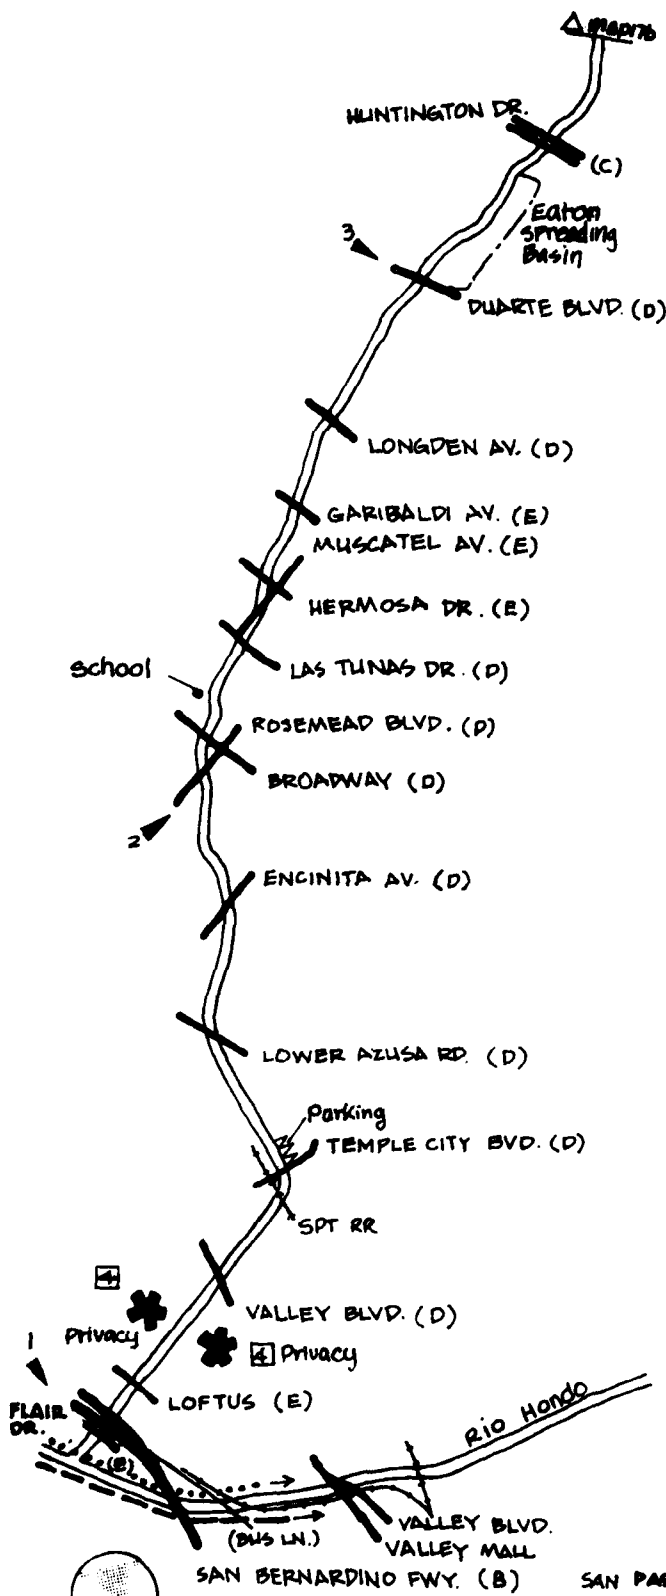 △ map17b
HUNTINGTON DR.
(C)
Eaton
Spreading
Basin
3
DUARTE BLVD. (D)
LONGDEN AV. (D)
GARIBALDI AV. (E)
MUSCATEL AV. (E)
HERMOSA DR. (E)
LAS TUNAS DR. (D)
School
ROSEMEAD BLVD. (D)
BROADWAY (D)
2
ENCINITA AV. (D)
LOWER AZUSA RD. (D)
Parking
TEMPLE CITY BVD. (D)
SPT RR
4
VALLEY BLVD. (D)
Privacy
4 Privacy
1
LOFTUS (E)
FLAIR
DR.
(E)
Rio Hondo
(BUS LN.)
VALLEY BLVD.
VALLEY MALL
SAN BERNARDINO FWY. (B)
SAN